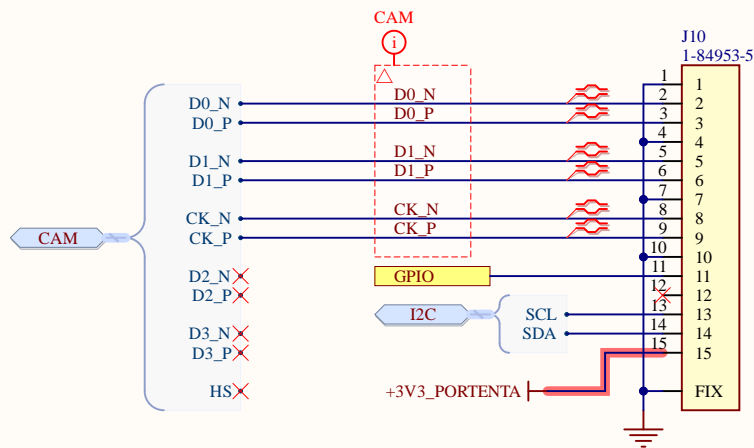 CAM
i
J10
1-84953-5
1 1
D0_N D0_N 2 2
D0_P D0_P 3 3
4 4
D1_N D1_N 5 5
D1_P D1_P 6 6
7 7
CK_N CK_N 8 8
CAM CK_P CK_P 9 9
10 10
D2_N GPIO 11 11
D2_P 12 12
I2C SCL 13 13
D3_N SDA 14 14
D3_P 15 15
HS +3V3_PORTENTA FIX